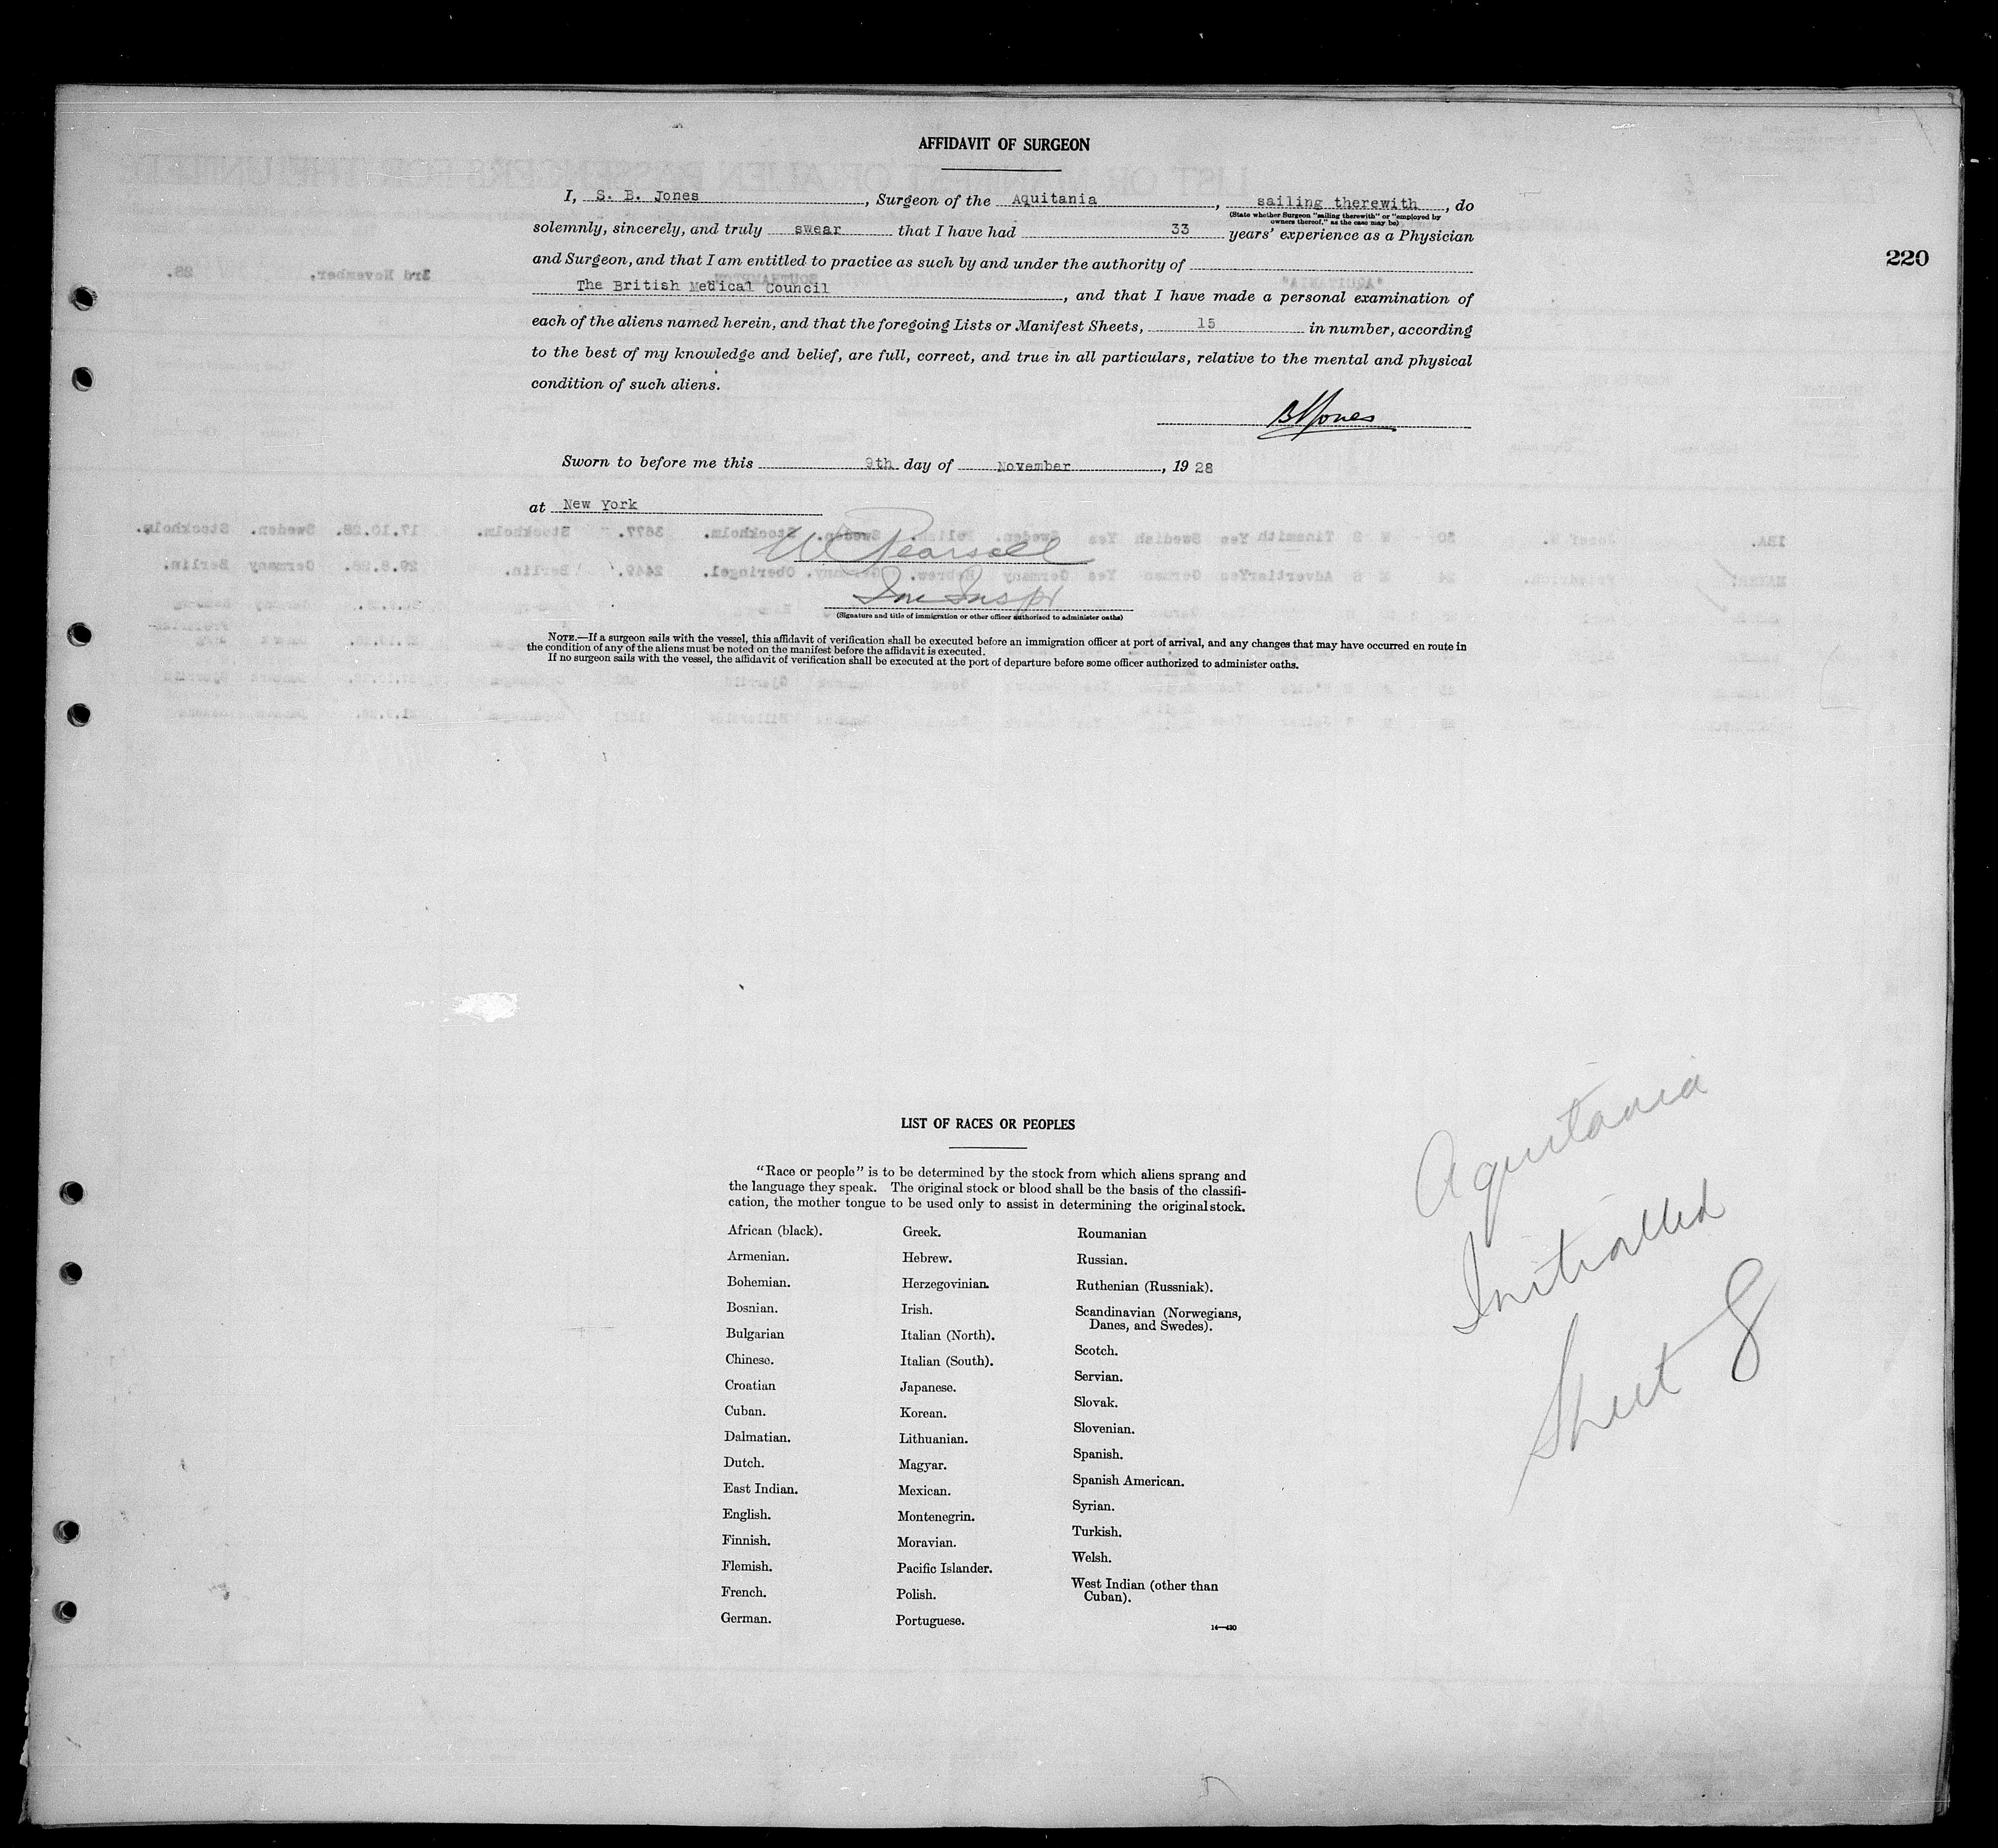 AFFIDAVIT OF SURGEON
I, S. B. Jones, Surgeon of the Aquitania, sailing therewith, do
(State whether Surgeon "sailing therewith" or "employed by
owners thereof," as the case may be)
solemnly, sincerely, and truly swear that I have had 33 years' experience as a Physician
and Surgeon, and that I am entitled to practice as such by and under the authority of
The British Medical Council, and that I have made a personal examination of
each of the aliens named herein, and that the foregoing Lists or Manifest Sheets, 15 in number, according
to the best of my knowledge and belief, are full, correct, and true in all particulars, relative to the mental and physical
condition of such aliens.
Jones
Sworn to before me this 9th day of November, 1928
at New York
W Pearsall
Imm Inspr
(Signature and title of immigration or other officer authorized to administer oaths)
NOTE.—If a surgeon sails with the vessel, this affidavit of verification shall be executed before an immigration officer at port of arrival, and any changes that may have occurred en route in
the condition of any of the aliens must be noted on the manifest before the affidavit is executed.
If no surgeon sails with the vessel, the affidavit of verification shall be executed at the port of departure before some officer authorized to administer oaths.
220
LIST OF RACES OR PEOPLES
"Race or people" is to be determined by the stock from which aliens sprang and
the language they speak. The original stock or blood shall be the basis of the classifi-
cation, the mother tongue to be used only to assist in determining the original stock.
African (black).
Armenian.
Bohemian.
Bosnian.
Bulgarian
Chinese.
Croatian
Cuban.
Dalmatian.
Dutch.
East Indian.
English.
Finnish.
Flemish.
French.
German.
Greek.
Hebrew.
Herzegovinian.
Irish.
Italian (North).
Italian (South).
Japanese.
Korean.
Lithuanian.
Magyar.
Mexican.
Montenegrin.
Moravian.
Pacific Islander.
Polish.
Portuguese.
Roumanian
Russian.
Ruthenian (Russniak).
Scandinavian (Norwegians,
Danes, and Swedes).
Scotch.
Servian.
Slovak.
Slovenian.
Spanish.
Spanish American.
Syrian.
Turkish.
Welsh.
West Indian (other than
Cuban).
14—430
Aquitania
Initialled
Sheet 8